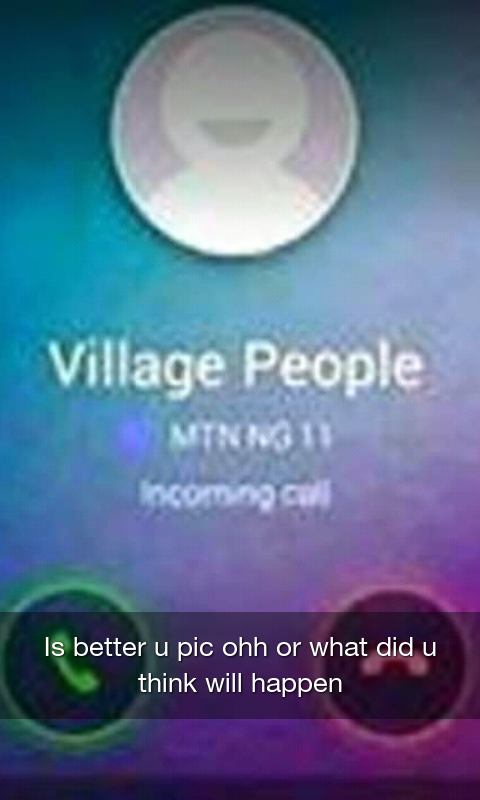 Village People
MTN NG 11
Incoming call
Is better u pic ohh or what did u
think will happen